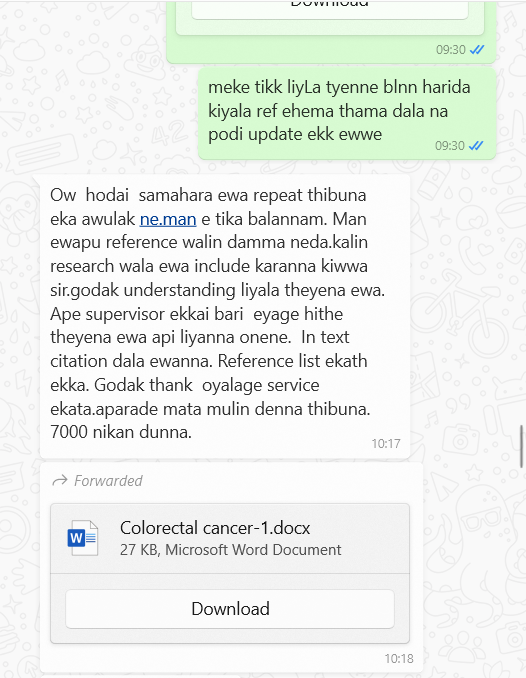 Download
09:30
meke tikk liyLa tyenne blnn harida
kiyala ref ehema thama dala na
podi update ekk ewwe
09:30
Ow hodai samahara ewa repeat thibuna
eka awulak ne.man e tika balannam. Man
ewapu reference walin damma neda.kalin
research wala ewa include karanna kiwwa
sir.godak understanding liyala theyena ewa.
Ape supervisor ekkai bari eyage hithe
theyena ewa api liyanna onene. In text
citation dala ewanna. Reference list ekath
ekka. Godak thank oyalage service
ekata.aparade mata mulin denna thibuna.
7000 nikan dunna.
10:17
Forwarded
Colorectal cancer-1.docx
27 KB, Microsoft Word Document
Download
10:18